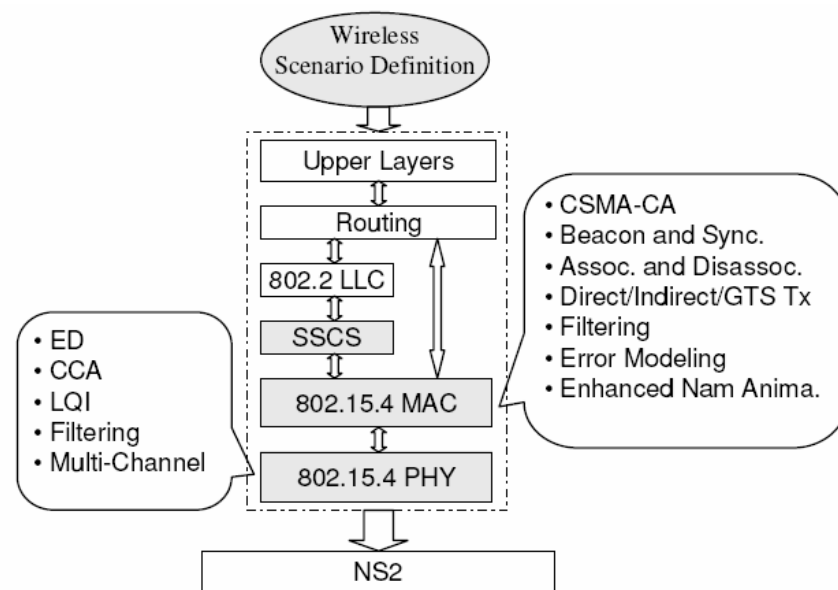 Wireless
Scenario Definition
Upper Layers
Routing
802.2 LLC
SSCS
802.15.4 MAC
802.15.4 PHY
NS2
• CSMA-CA
• Beacon and Sync.
• Assoc. and Disassoc.
• Direct/Indirect/GTS Tx
• Filtering
• Error Modeling
• Enhanced Nam Anima.
• ED
• CCA
• LQI
• Filtering
• Multi-Channel